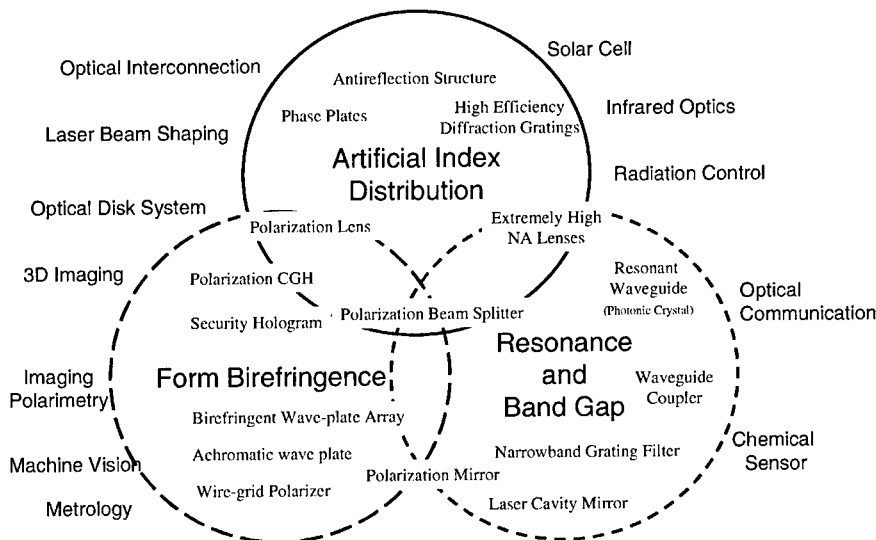 Solar Cell
Optical Interconnection
Antireflection Structure
High Efficiency
Diffraction Gratings
Phase Plates
Infrared Optics
Laser Beam Shaping
Artificial Index
Distribution
Radiation Control
Optical Disk System
Polarization Lens
Extremely High
NA Lenses
3D Imaging
Polarization CGH
Resonant
Waveguide
(Photonic Crystal)
Optical
Communication
Security Hologram
Polarization Beam Splitter
Resonance
and
Band Gap
Form Birefringence
Imaging
Polarimetry
Waveguide
Coupler
Birefringent Wave-plate Array
Chemical
Sensor
Achromatic wave plate
Narrowband Grating Filter
Machine Vision
Polarization Mirror
Wire-grid Polarizer
Laser Cavity Mirror
Metrology